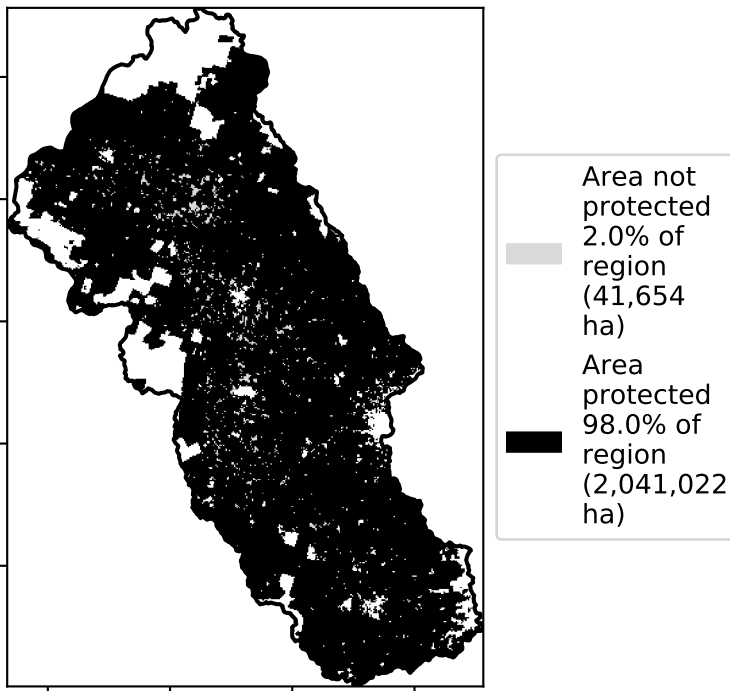 Area not
protected
2.0% of
region
(41,654
ha)
Area
protected
98.0% of
region
(2,041,022
ha)